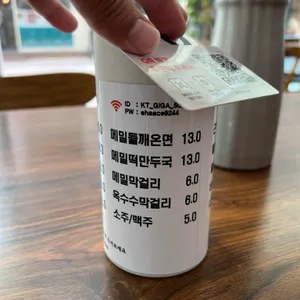 ID : KT_GIGA_5
PW : ehsace0244
메밀들깨온면 13.0
메밀떡만두국 13.0
메밀막걸리 6.0
옥수수막걸리 6.0
소주/맥주 5.0